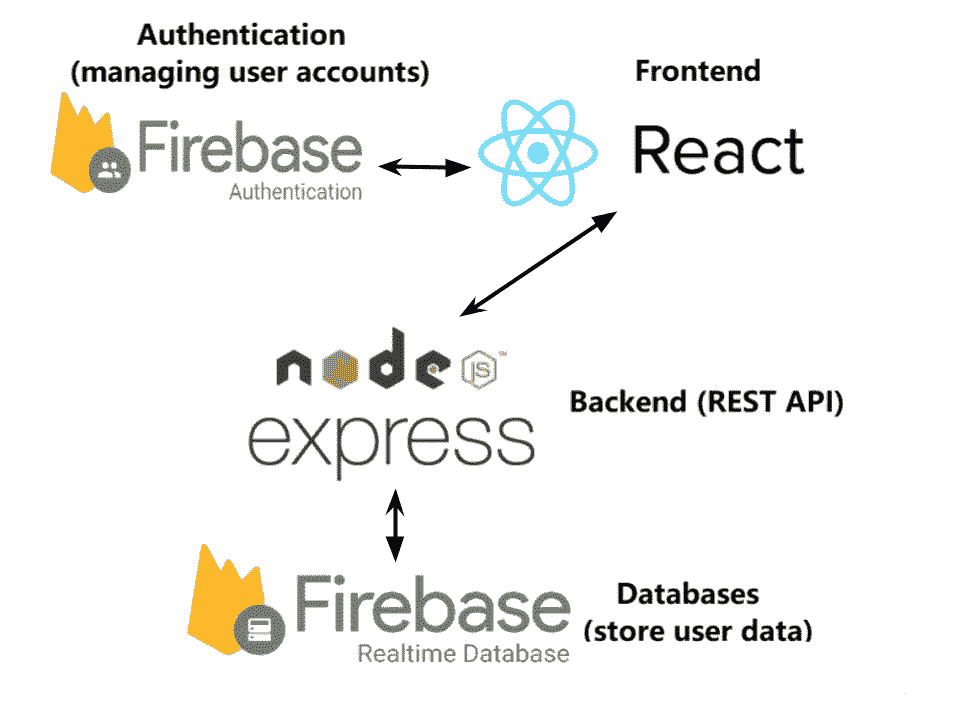 Authentication
(managing user accounts)
Firebase
Authentication
Frontend
React
node
JS
™
express
Backend (REST API)
Firebase
Realtime Database
Databases
(store user data)